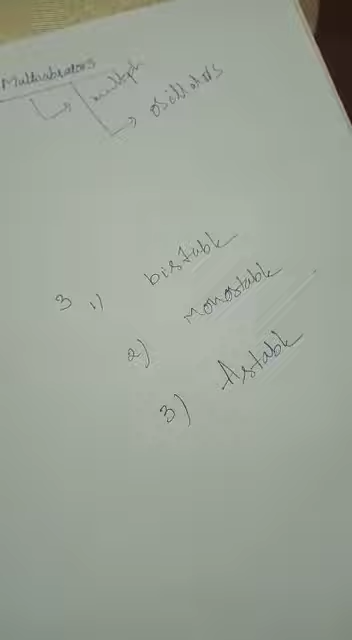 Multivibrators
↳ multiple
↳ oscillators
3 1) bistable
2) monostable
3) Astable